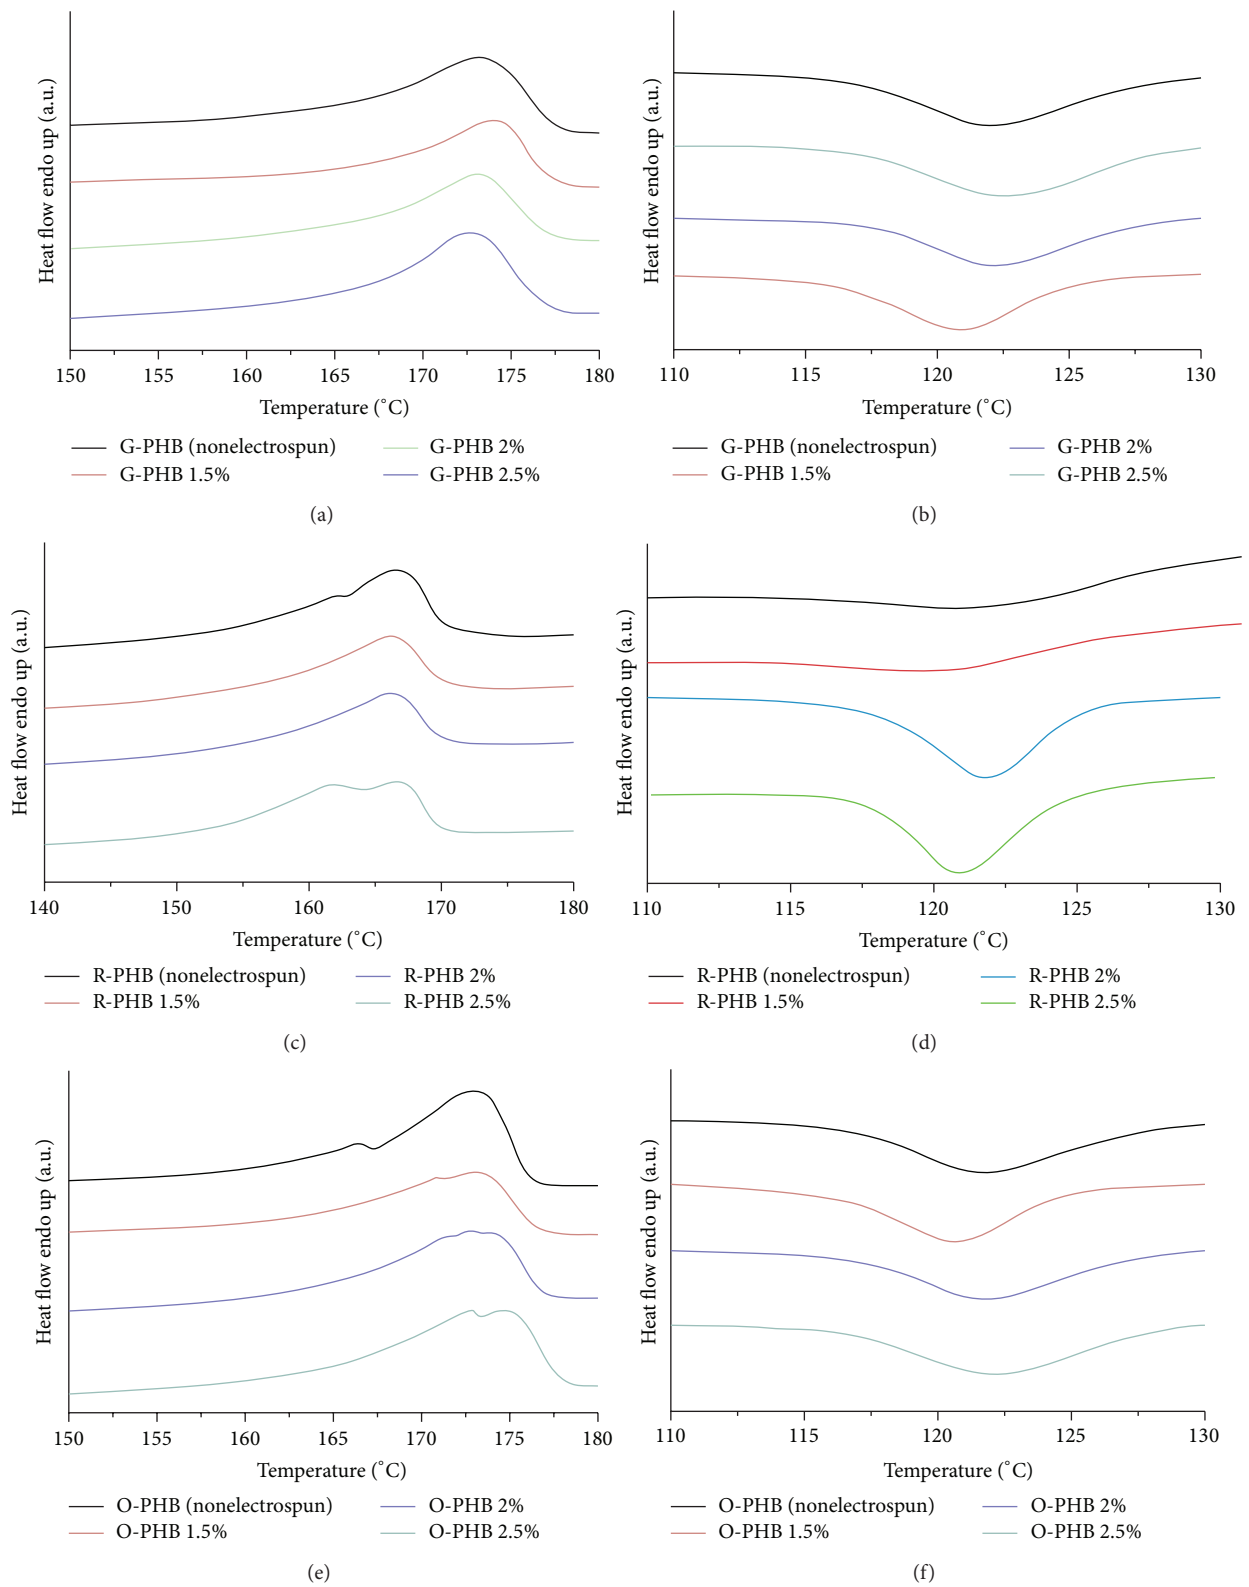 Heat flow endo up (a.u.)
150 155 160 165 170 175 180
Temperature (˚C)
G-PHB (nonelectrospun) G-PHB 2%
G-PHB 1.5% G-PHB 2.5%
(a)
Heat flow endo up (a.u.)
110 115 120 125 130
Temperature (˚C)
G-PHB (nonelectrospun) G-PHB 2%
G-PHB 1.5% G-PHB 2.5%
(b)
Heat flow endo up (a.u.)
140 150 160 170 180
Temperature (˚C)
R-PHB (nonelectrospun) R-PHB 2%
R-PHB 1.5% R-PHB 2.5%
(c)
Heat flow endo up (a.u.)
110 115 120 125 130
Temperature (˚C)
R-PHB (nonelectrospun) R-PHB 2%
R-PHB 1.5% R-PHB 2.5%
(d)
Heat flow endo up (a.u.)
150 155 160 165 170 175 180
Temperature (˚C)
O-PHB (nonelectrospun) O-PHB 2%
O-PHB 1.5% O-PHB 2.5%
(e)
Heat flow endo up (a.u.)
110 115 120 125 130
Temperature (˚C)
O-PHB (nonelectrospun) O-PHB 2%
O-PHB 1.5% O-PHB 2.5%
(f)